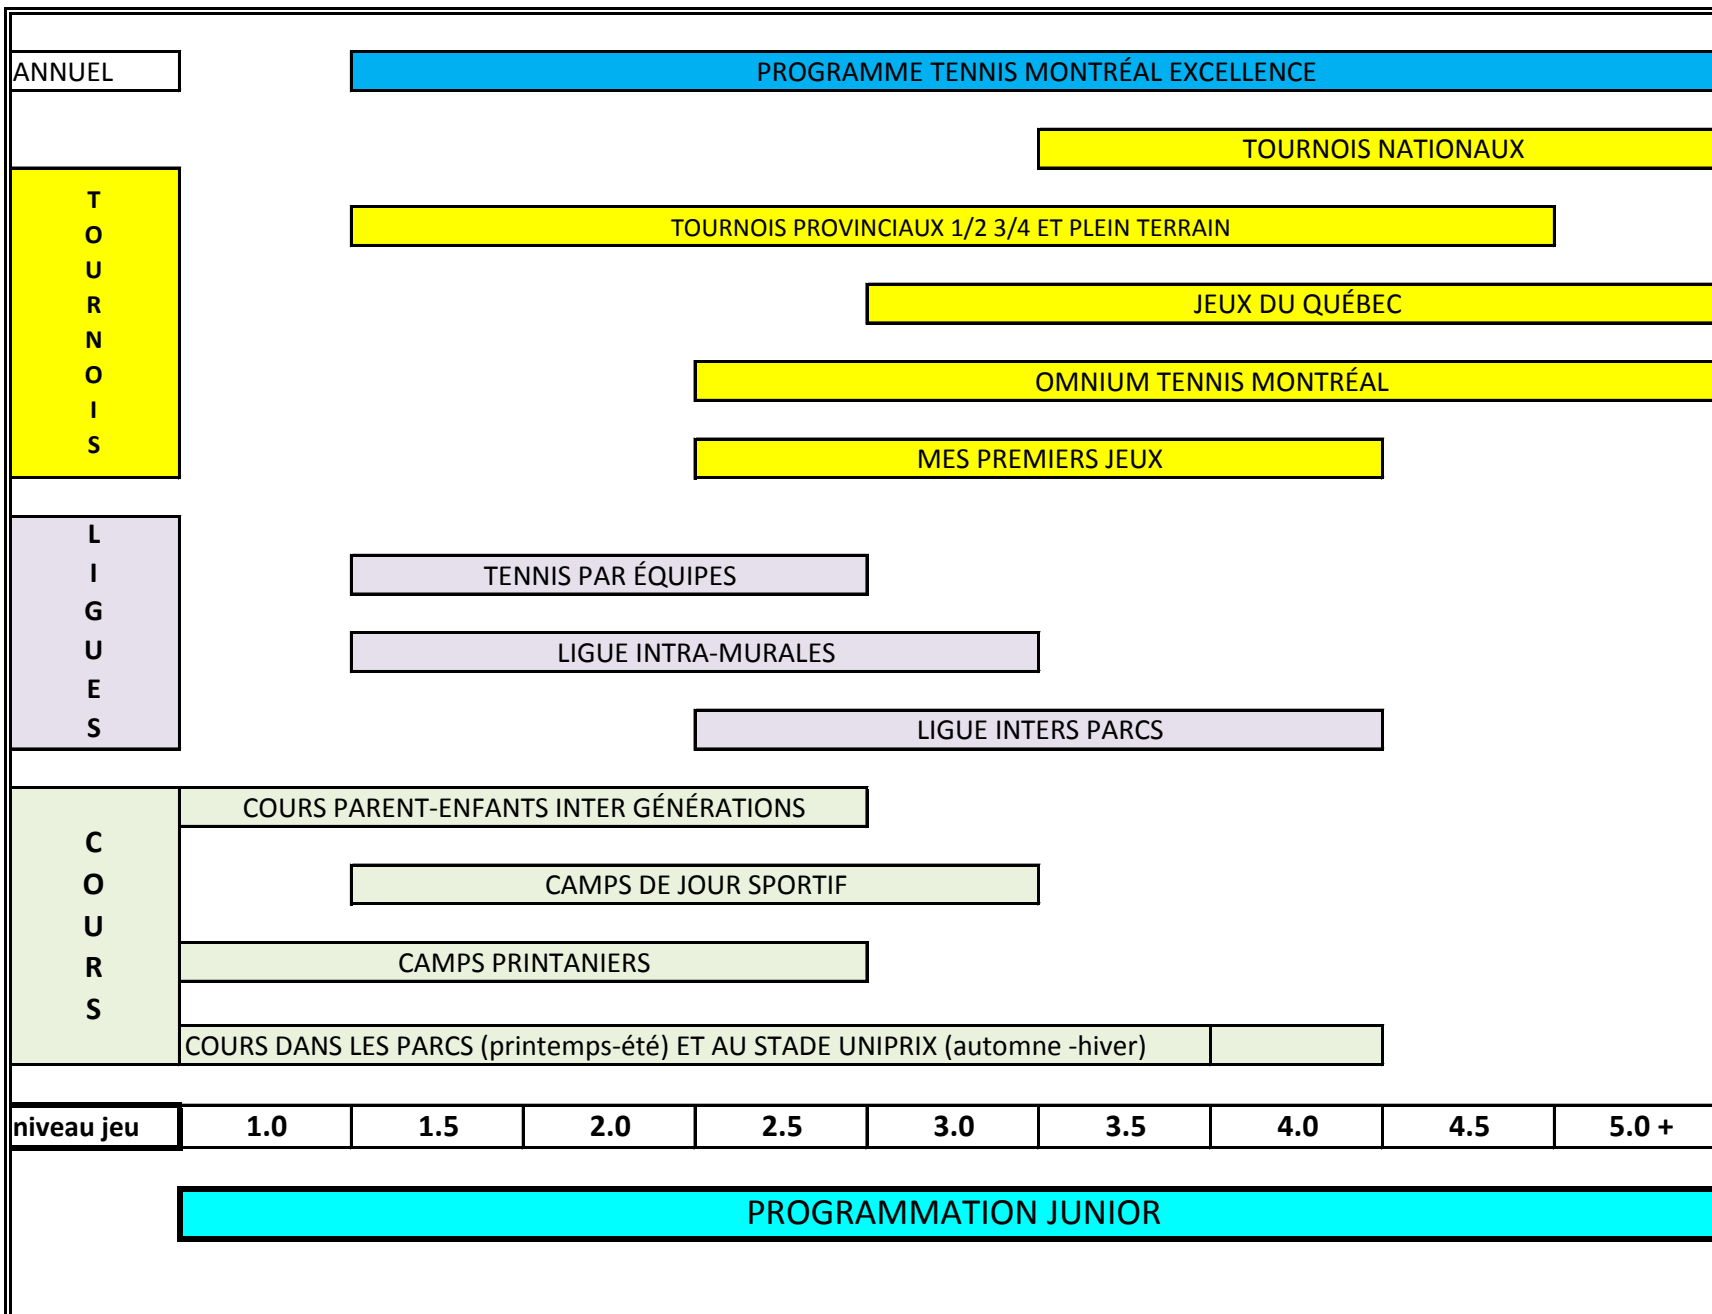 ANNUEL
PROGRAMME TENNIS MONTRÉAL EXCELLENCE
TOURNOIS NATIONAUX
T
O
U
R
N
O
I
S
TOURNOIS PROVINCIAUX 1/2 3/4 ET PLEIN TERRAIN
JEUX DU QUÉBEC
OMNIUM TENNIS MONTRÉAL
MES PREMIERS JEUX
L
I
G
U
E
S
TENNIS PAR ÉQUIPES
LIGUE INTRA-MURALES
LIGUE INTERS PARCS
C
O
U
R
S
COURS PARENT-ENFANTS INTER GÉNÉRATIONS
CAMPS DE JOUR SPORTIF
CAMPS PRINTANIERS
COURS DANS LES PARCS (printemps-été) ET AU STADE UNIPRIX (automne -hiver)
niveau jeu 1.0 1.5 2.0 2.5 3.0 3.5 4.0 4.5 5.0 +
PROGRAMMATION JUNIOR